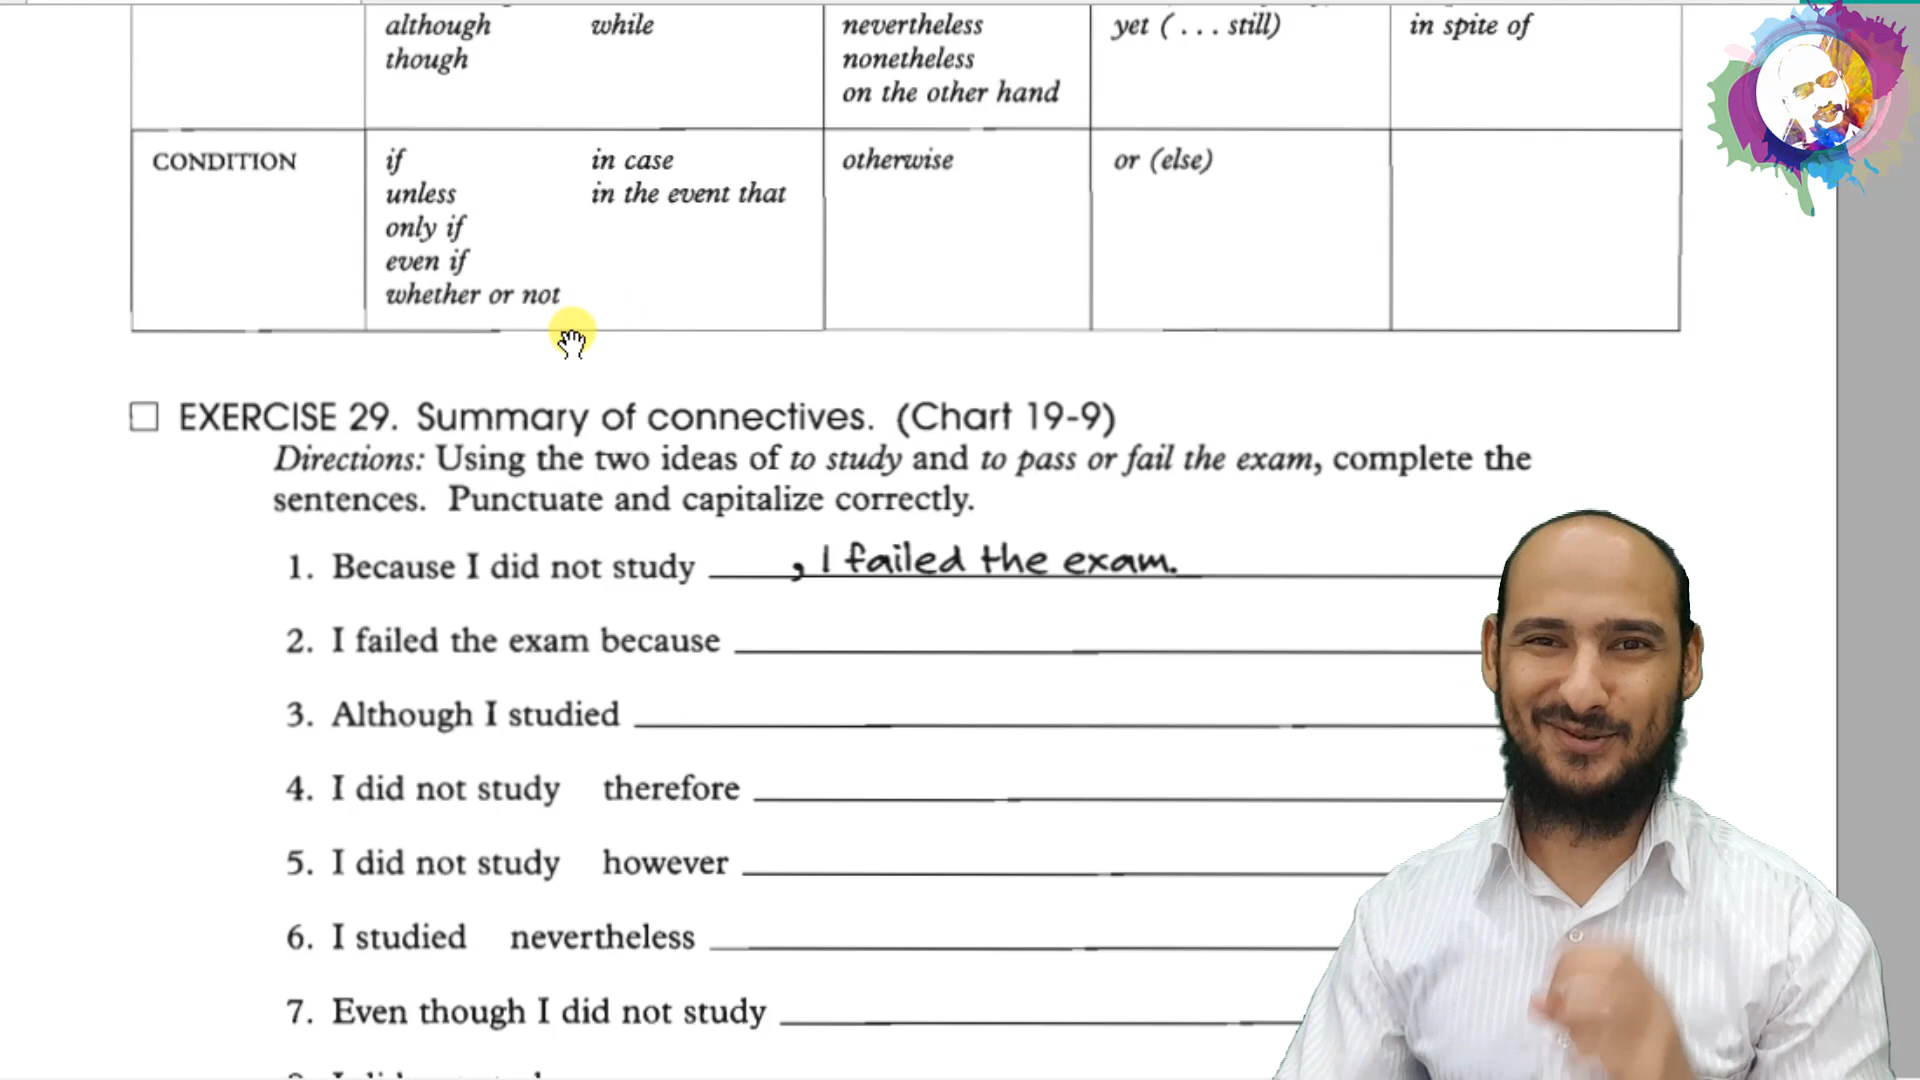 although while nevertheless yet ( . . . still) in spite of
though nonetheless
on the other hand
CONDITION if in case otherwise or (else)
unless in the event that
only if
even if
whether or not
EXERCISE 29. Summary of connectives. (Chart 19-9)
Directions: Using the two ideas of to study and to pass or fail the exam, complete the
sentences. Punctuate and capitalize correctly.
1. Because I did not study , I failed the exam.
2. I failed the exam because
3. Although I studied
4. I did not study therefore
5. I did not study however
6. I studied nevertheless
7. Even though I did not study